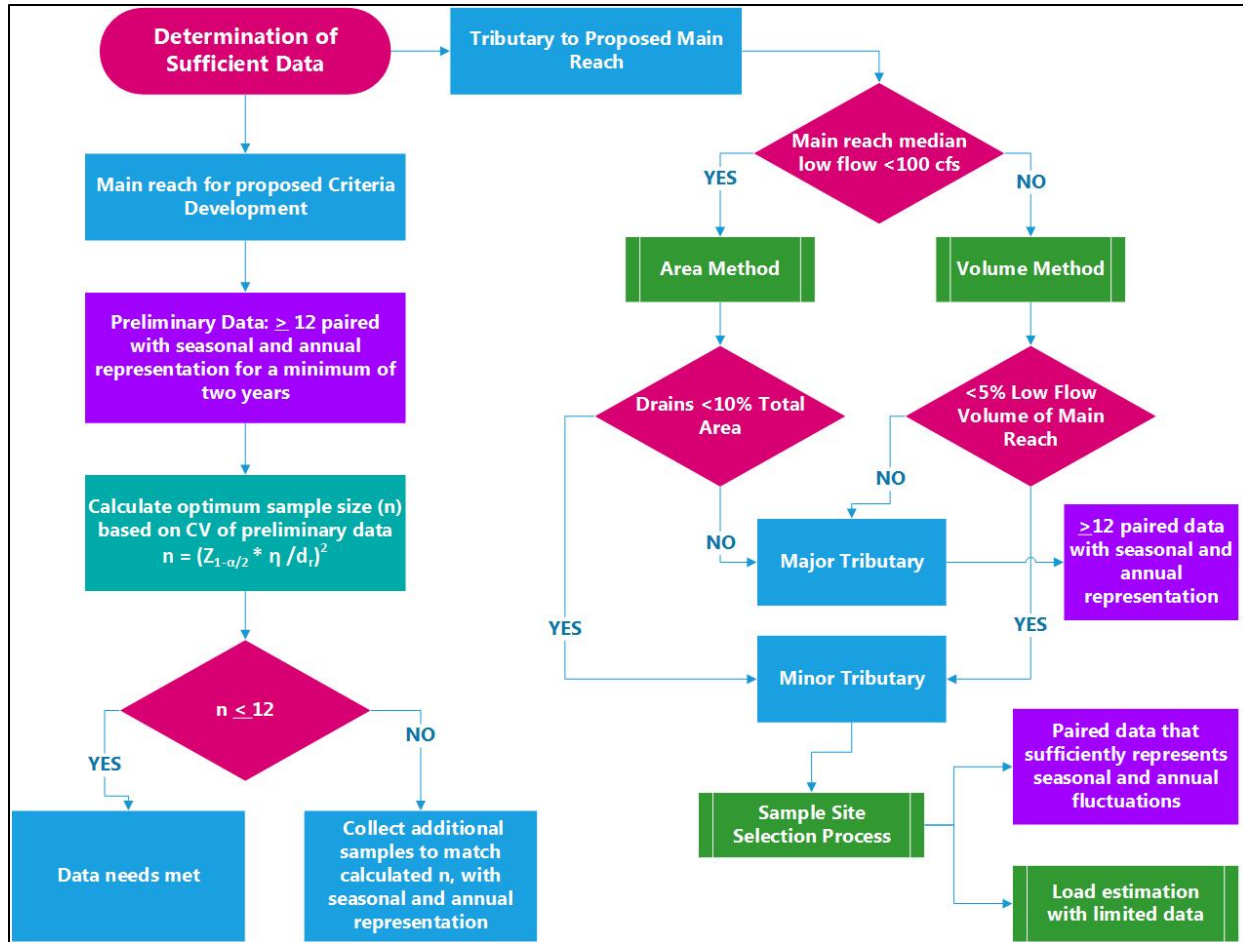 Determination of
Sufficient Data
Tributary to Proposed Main
Reach
Main reach median
low flow <100 cfs
YES
NO
Main reach for proposed Criteria
Development
Area Method
Volume Method
Preliminary Data: ≥ 12 paired
with seasonal and annual
representation for a minimum of
two years
Drains <10% Total
Area
<5% Low Flow
Volume of Main
Reach
Calculate optimum sample size (n)
based on CV of preliminary data
n = (Z₁₋α/₂ * η /dᵣ)²
NO
NO
Major Tributary
≥12 paired data
with seasonal and
annual
representation
YES
YES
Minor Tributary
n ≤ 12
YES
NO
Paired data that
sufficiently represents
seasonal and annual
fluctuations
Sample Site
Selection Process
Data needs met
Collect additional
samples to match
calculated n, with
seasonal and annual
representation
Load estimation
with limited data